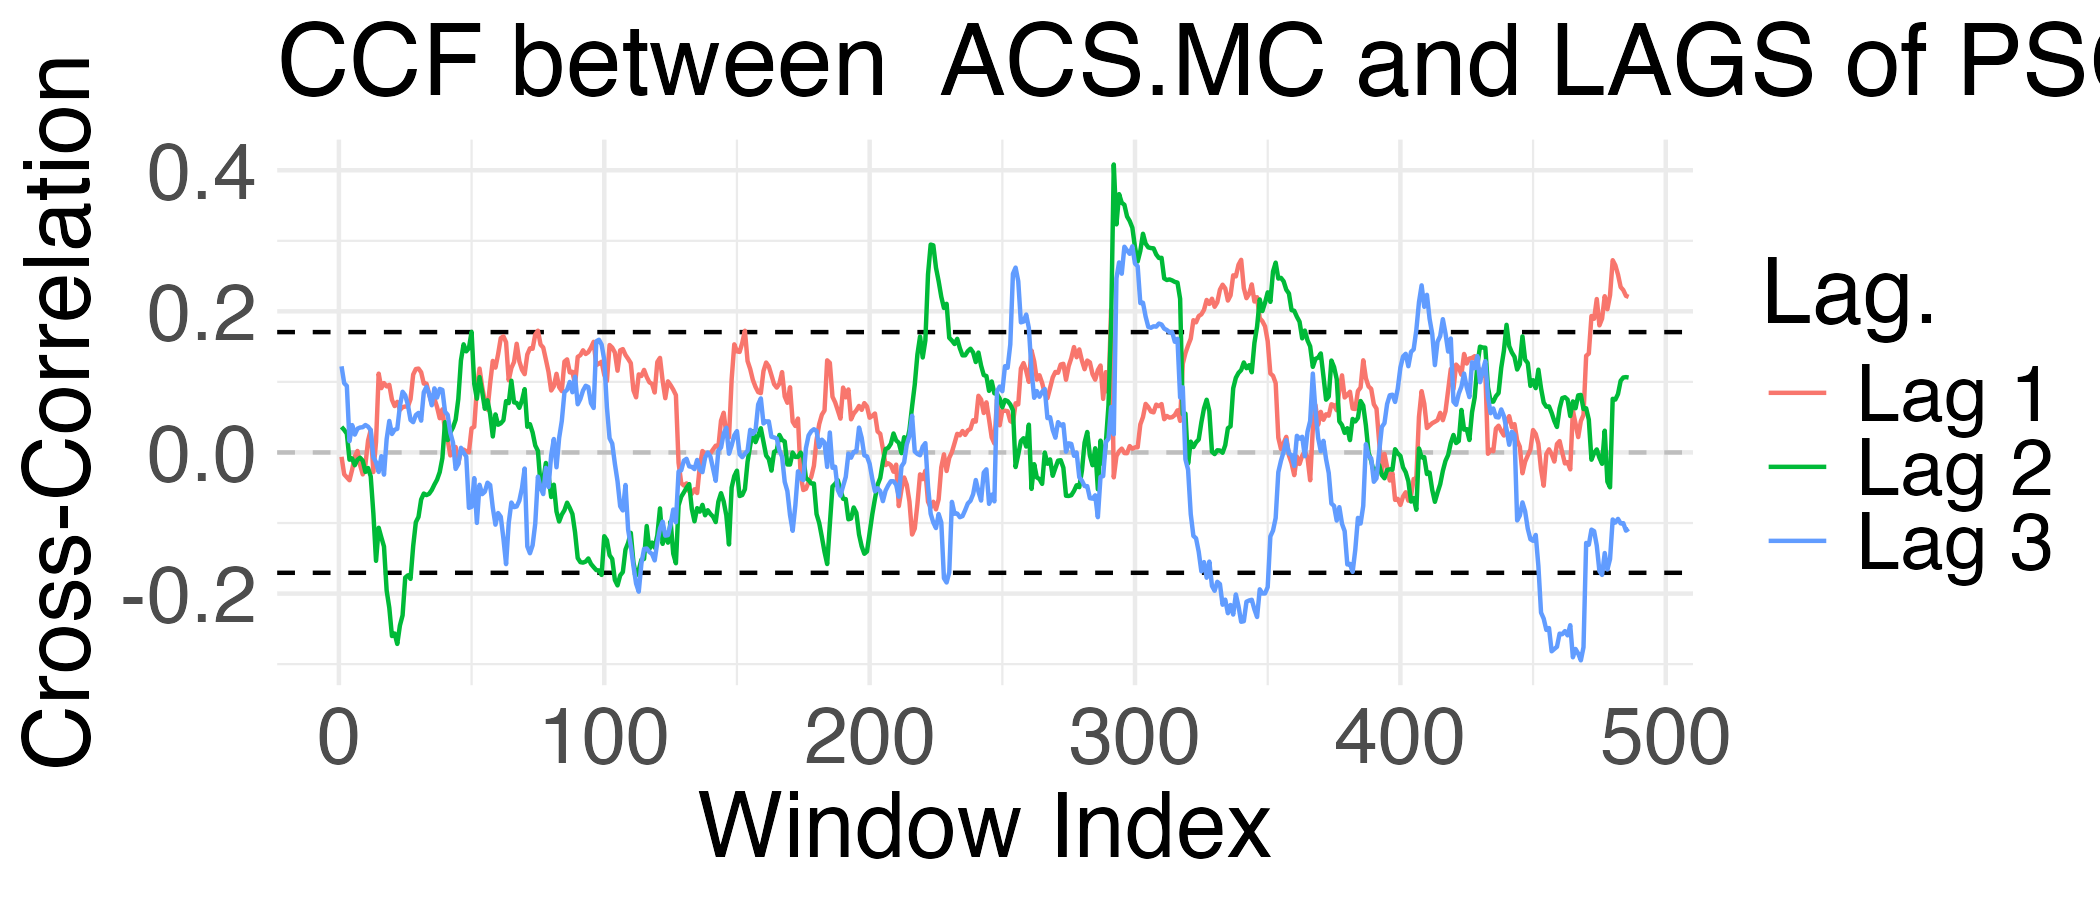 CCF between  ACS.MC and LAGS of PS
Cross-Correlation
0.4
0.2
0.0
-0.2
0
100
200
300
400
500
Window Index
Lag.
Lag 1
Lag 2
Lag 3